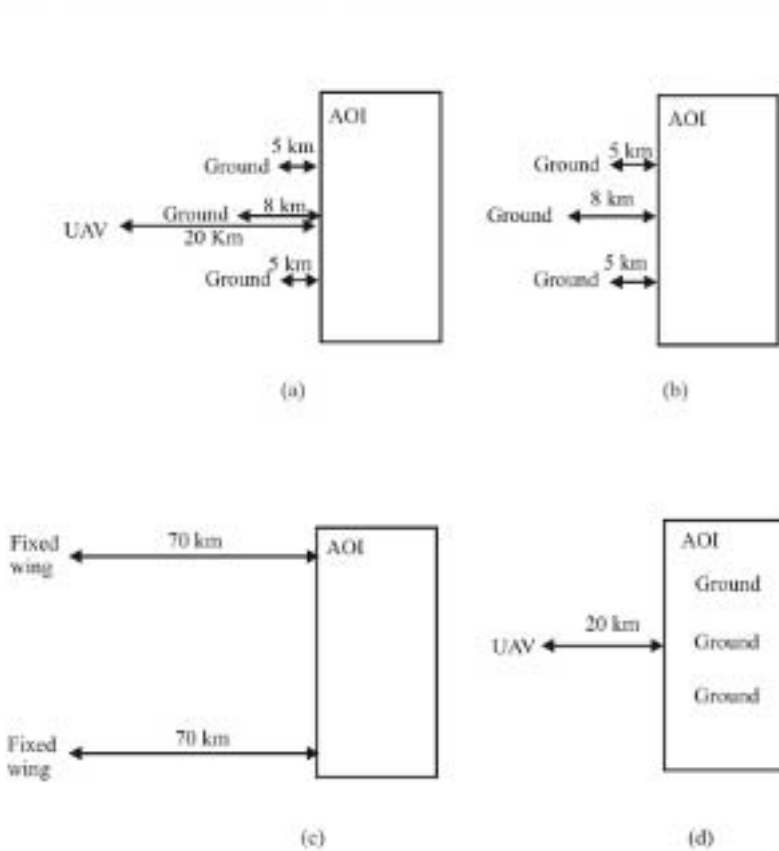 AOI
5 km
Ground
8 km
Ground
UAV
20 Km
5 km
Ground
(a)
AOI
5 km
Ground
8 km
Ground
5 km
Ground
(b)
Fixed
wing
70 km
AOI
Fixed
wing
70 km
(c)
AOI
Ground
20 km
UAV
Ground
Ground
(d)